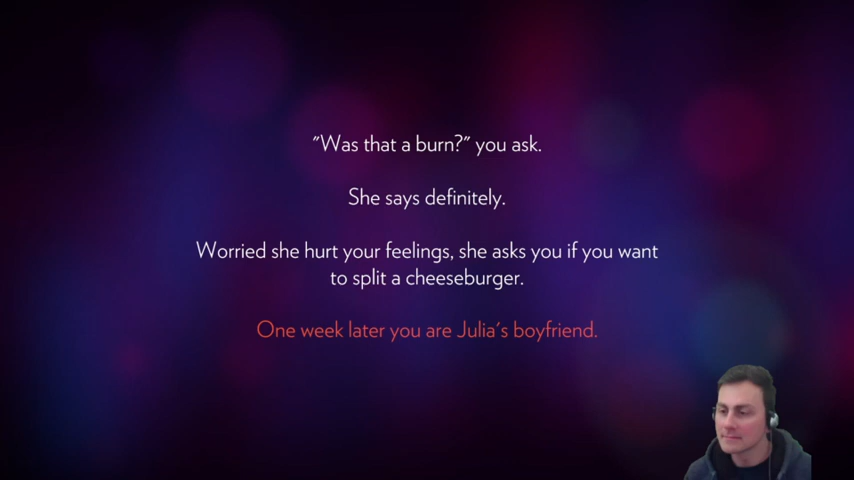 "Was that a burn?" you ask.
She says definitely.
Worried she hurt your feelings, she asks you if you want
to split a cheeseburger.
One week later you are Julia's boyfriend.